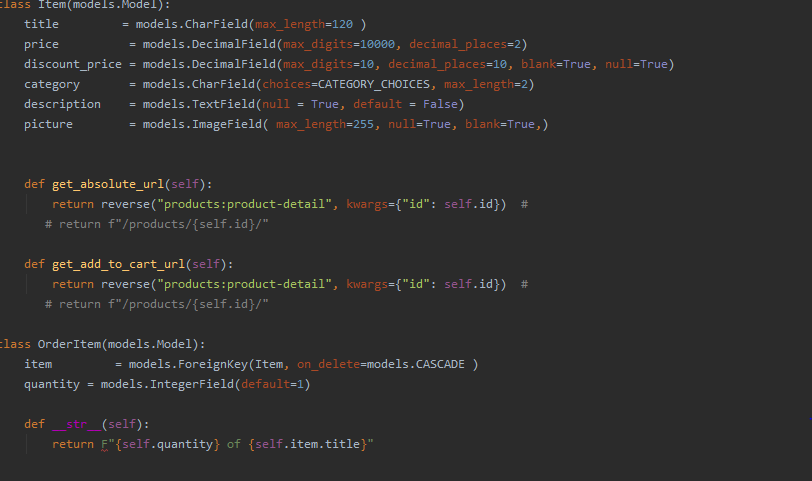 class Item(models.Model):
title = models.CharField(max_length=120 )
price = models.DecimalField(max_digits=10000, decimal_places=2)
discount_price = models.DecimalField(max_digits=10, decimal_places=10, blank=True, null=True)
category = models.CharField(choices=CATEGORY_CHOICES, max_length=2)
description = models.TextField(null = True, default = False)
picture = models.ImageField( max_length=255, null=True, blank=True,)
def get_absolute_url(self):
return reverse("products:product-detail", kwargs={"id": self.id}) #
# return f"/products/{self.id}/"
def get_add_to_cart_url(self):
return reverse("products:product-detail", kwargs={"id": self.id}) #
# return f"/products/{self.id}/"
class OrderItem(models.Model):
item = models.ForeignKey(Item, on_delete=models.CASCADE )
quantity = models.IntegerField(default=1)
def __str__(self):
return F"{self.quantity} of {self.item.title}"